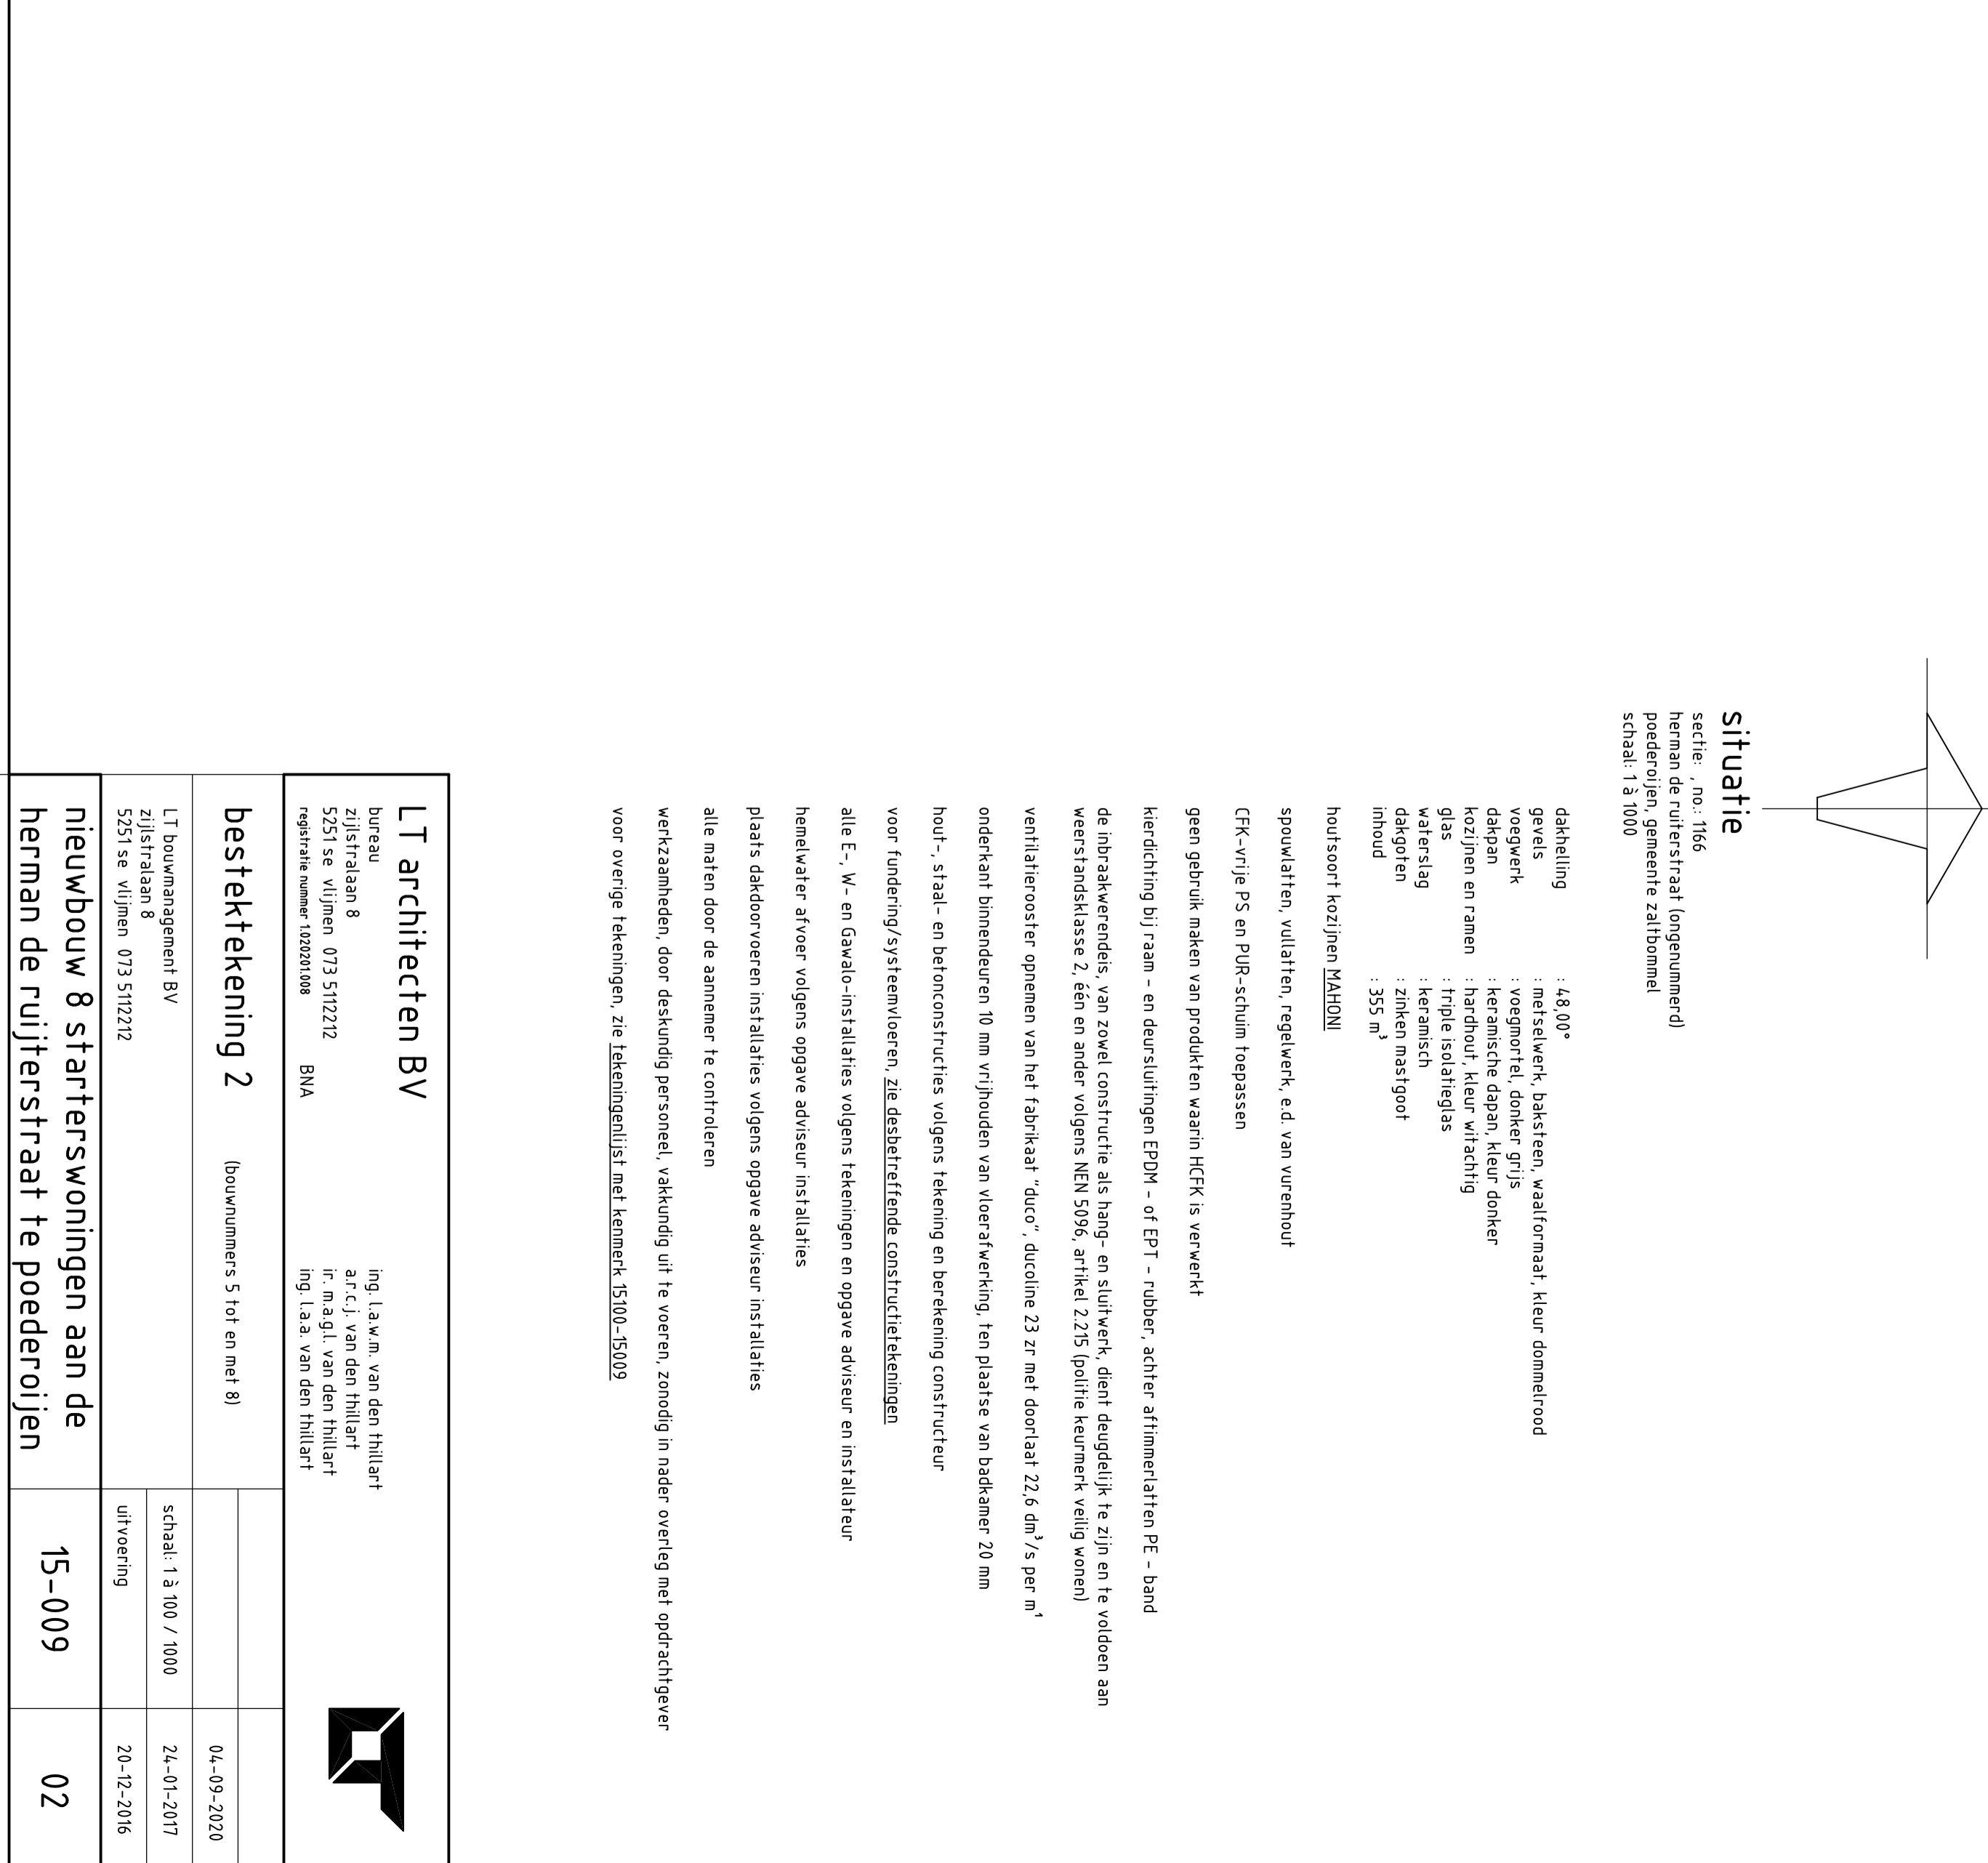 situatie
sectie: , no.: 1166
herman de ruiterstraat (ongenummerd)
poederoijen, gemeente zaltbommel
schaal: 1 à 1000
dakhelling : 48,00°
gevels : metselwerk, baksteen, waalformaat, kleur dommelrood
voegwerk : voegmortel, donker grijs
dakpan : keramische dapan, kleur donker
kozijnen en ramen : hardhout, kleur witachtig
glas : triple isolatieglas
waterslag : keramisch
dakgoten : zinken mastgoot
inhoud : 355 m³
houtsoort kozijnen MAHONI
spouwlatten, vullatten, regelwerk, e.d. van vurenhout
CFK-vrije PS en PUR-schuim toepassen
geen gebruik maken van produkten waarin HCFK is verwerkt
kierdichting bij raam - en deursluitingen EPDM - of EPT - rubber, achter aftimmerlatten PE - band
de inbraakwerendeis, van zowel constructie als hang- en sluitwerk, dient deugdelijk te zijn en te voldoen aan
weerstandsklasse 2, één en ander volgens NEN 5096, artikel 2.215 (politie keurmerk veilig wonen)
ventilatierooster opnemen van het fabrikaat "duco", ducoline 23 zr met doorlaat 22,6 dm³/s per m¹
onderkant binnendeuren 10 mm vrijhouden van vloerafwerking, ten plaatse van badkamer 20 mm
hout-, staal- en betonconstructies volgens tekening en berekening constructeur
voor fundering/systeemvloeren, zie desbetreffende constructietekeningen
alle E-, W- en Gawalo-installaties volgens tekeningen en opgave adviseur en installateur
hemelwater afvoer volgens opgave adviseur installaties
plaats dakdoorvoeren installaties volgens opgave adviseur installaties
alle maten door de aannemer te controleren
werkzaamheden, door deskundig personeel, vakkundig uit te voeren, zonodig in nader overleg met opdrachtgever
voor overige tekeningen, zie tekeningenlijst met kenmerk 15100-15009
LT architecten BV
bureau ing. l.a.w.m. van den thillart
zijlstralaan 8 a.r.c.j. van den thillart
5251 se vlijmen 073 5112212 ir. m.a.g.l. van den thillart
registratie nummer 1.020201.008 BNA ing. l.a.a. van den thillart
bestektekening 2 (bouwnummers 5 tot en met 8)
04-09-2020
LT bouwmanagement BV schaal: 1 à 100 / 1000 24-01-2017
zijlstralaan 8
5251 se vlijmen 073 5112212 uitvoering 20-12-2016
nieuwbouw 8 starterswoningen aan de
herman de ruijterstraat te poederoijen
15-009 02